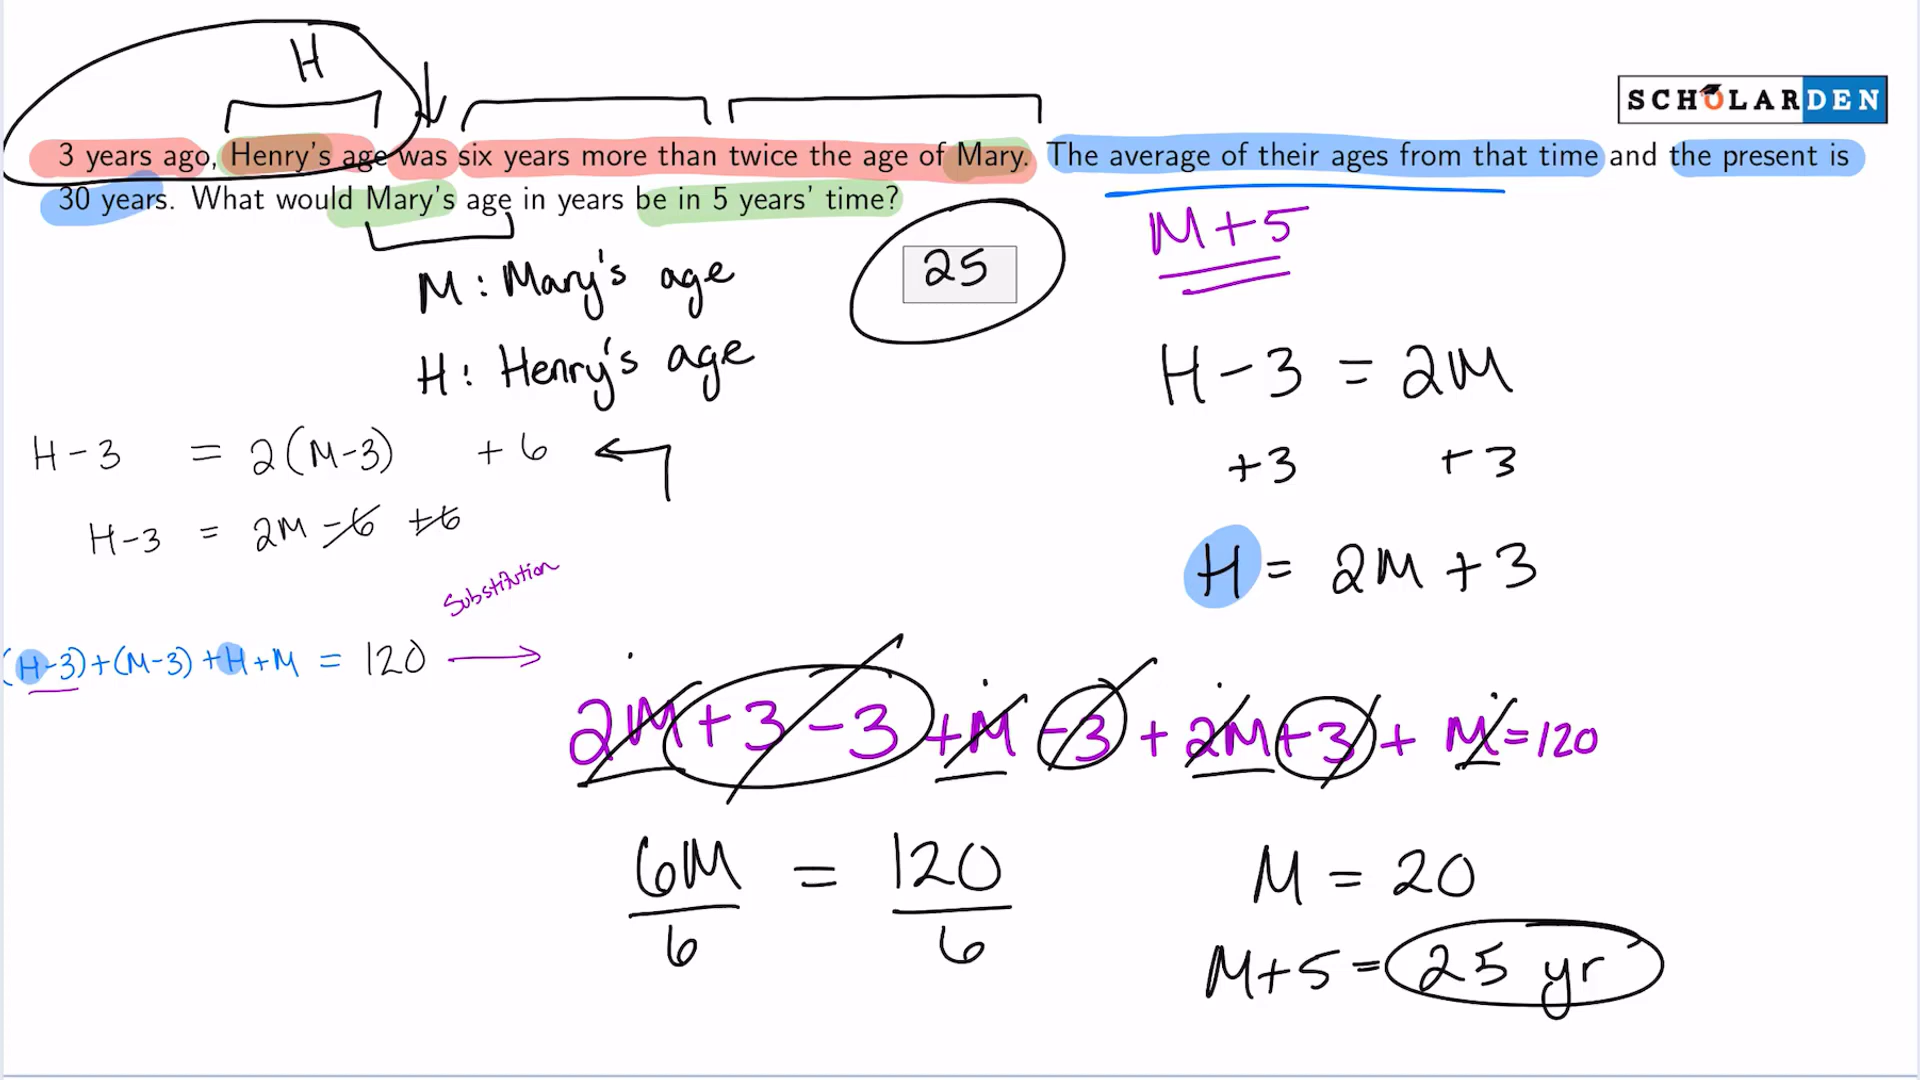 H
SCHOLARDEN
3 years ago, Henry's age was six years more than twice the age of Mary. The average of their ages from that time and the present is
30 years. What would Mary's age in years be in 5 years' time?
M+5
25
M : Mary's age
H : Henry's age
H-3 = 2M
+3 +3
H = 2M + 3
H-3 = 2(M-3) + 6
H-3 = 2M -6 +6
Substitution
(H-3)+(M-3)+H+M = 120
2M+3-3+M-3+2M+3+M=120
6M = 120
6 6
M = 20
M+5 = 25 yr